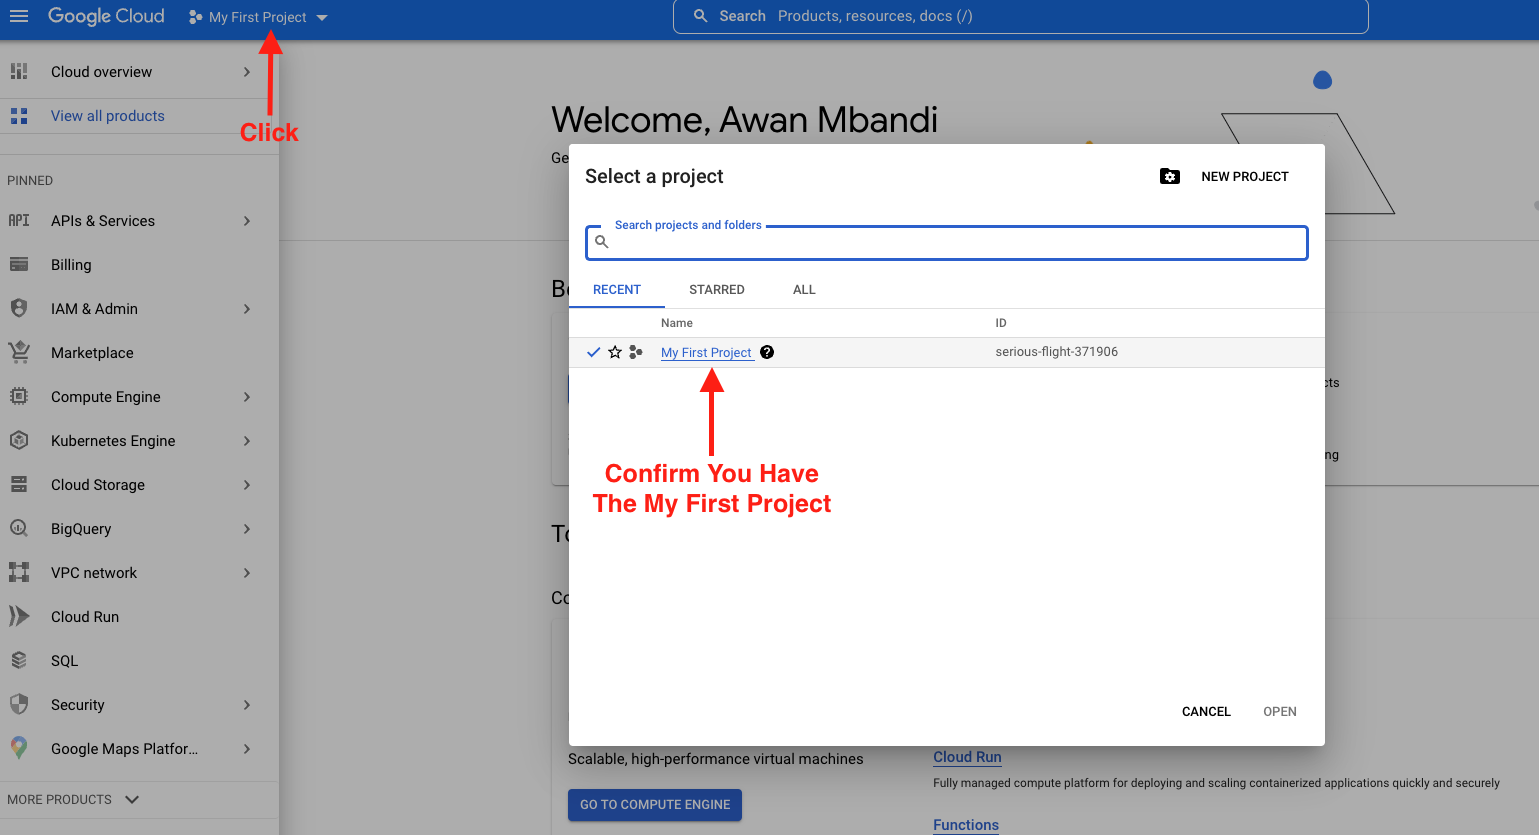 Google Cloud
My First Project
Search Products, resources, docs (/)
Click
Cloud overview
View all products
PINNED
API APIs & Services
Billing
IAM & Admin
Marketplace
Compute Engine
Kubernetes Engine
Cloud Storage
BigQuery
VPC network
Cloud Run
SQL
Security
Google Maps Platfor...
MORE PRODUCTS
Welcome, Awan Mbandi
Ge
Select a project
NEW PROJECT
Search projects and folders
RECENT STARRED ALL
Name ID
My First Project ? serious-flight-371906
Confirm You Have
The My First Project
CANCEL OPEN
cts
ng
Scalable, high-performance virtual machines
GO TO COMPUTE ENGINE
Cloud Run
Fully managed compute platform for deploying and scaling containerized applications quickly and securely
Functions